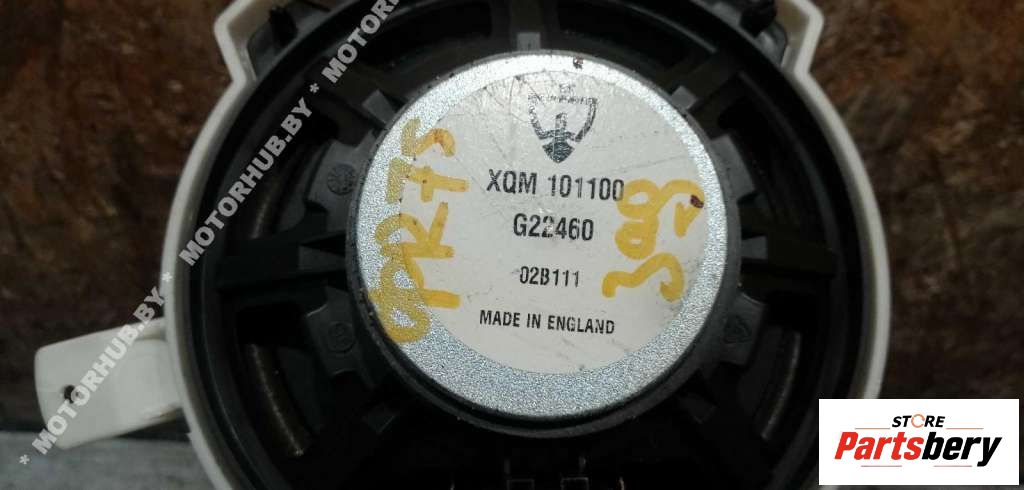 * MOTORHUB.BY * MOTORHUB.BY * MOTORHUB.BY * MOTOR
XQM 101100
G22460
02B111
MADE IN ENGLAND
STORE
Partsbery